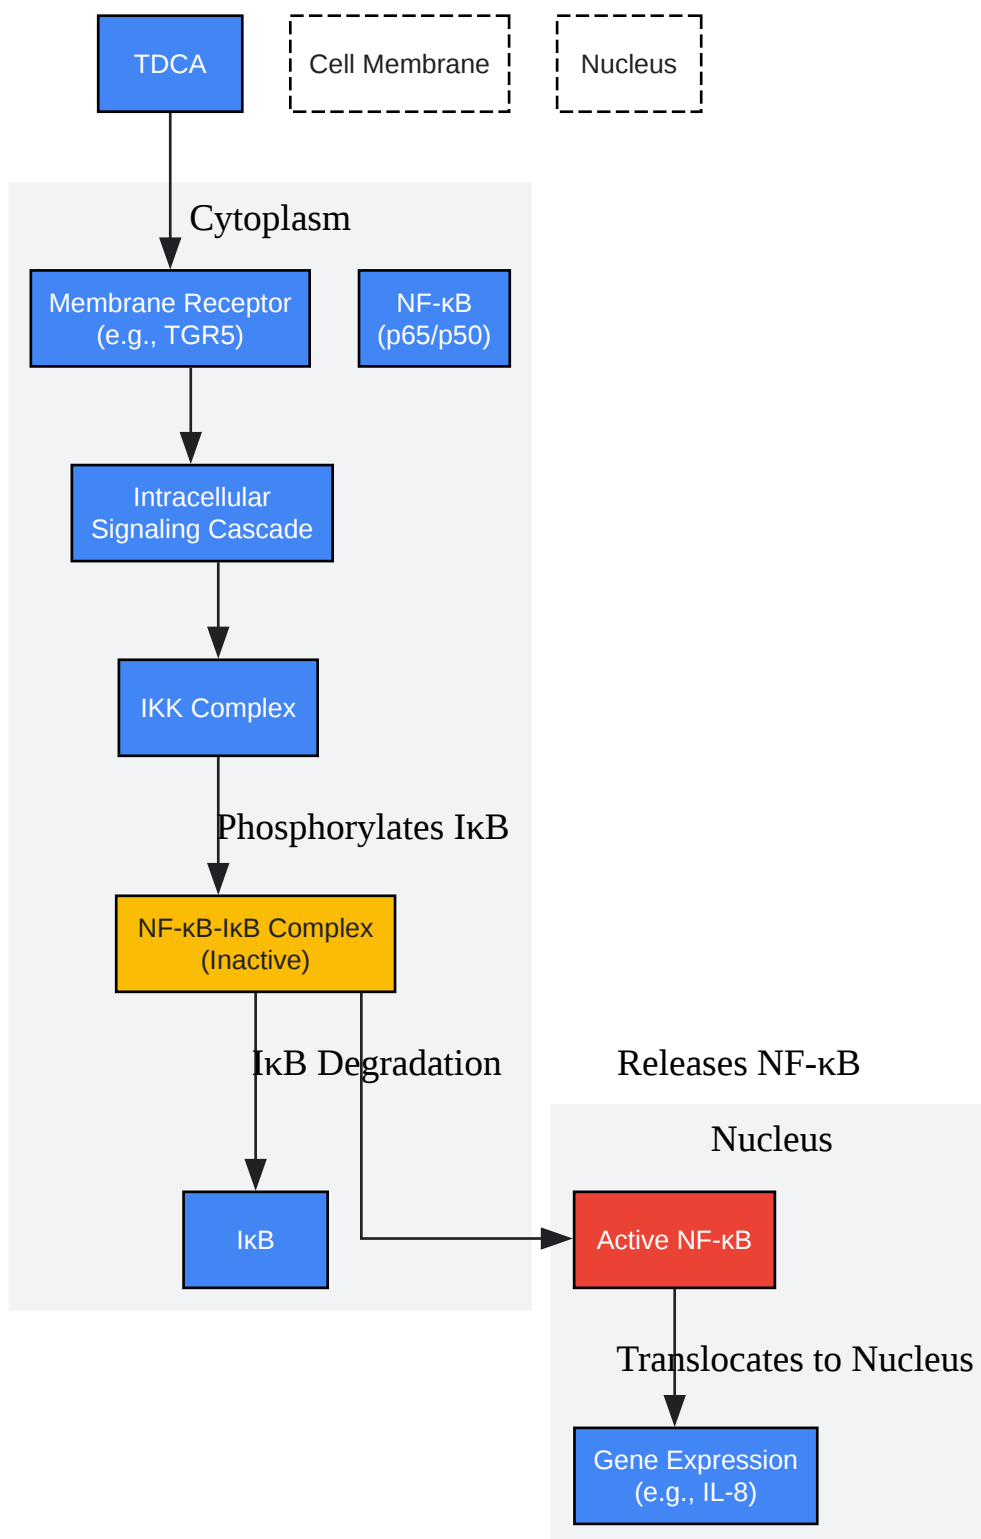 TDCA
Cell Membrane
Nucleus
Cytoplasm
Membrane Receptor
(e.g., TGR5)
NF-κB
(p65/p50)
Intracellular
Signaling Cascade
IKK Complex
Phosphorylates IκB
NF-κB-IκB Complex
(Inactive)
IκB Degradation
Releases NF-κB
Nucleus
IκB
Active NF-κB
Translocates to Nucleus
Gene Expression
(e.g., IL-8)